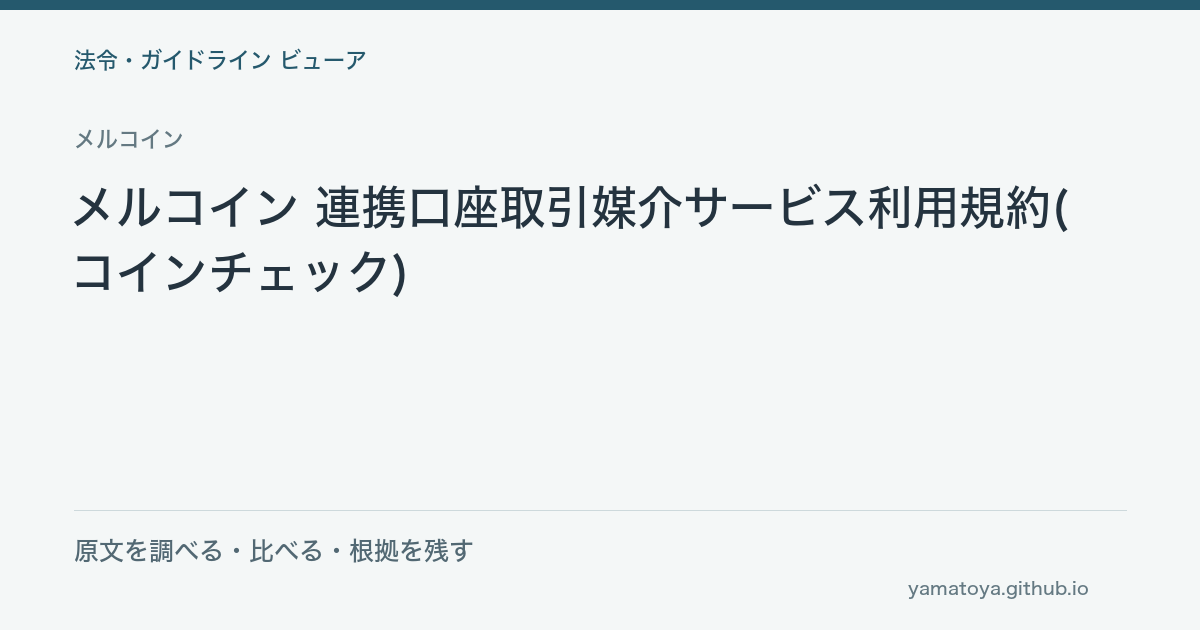 法令・ガイドライン ビューア
メルコイン
メルコイン 連携口座取引媒介サービス利用規約(
コインチェック)
原文を調べる・比べる・根拠を残す
yamatoya.github.io